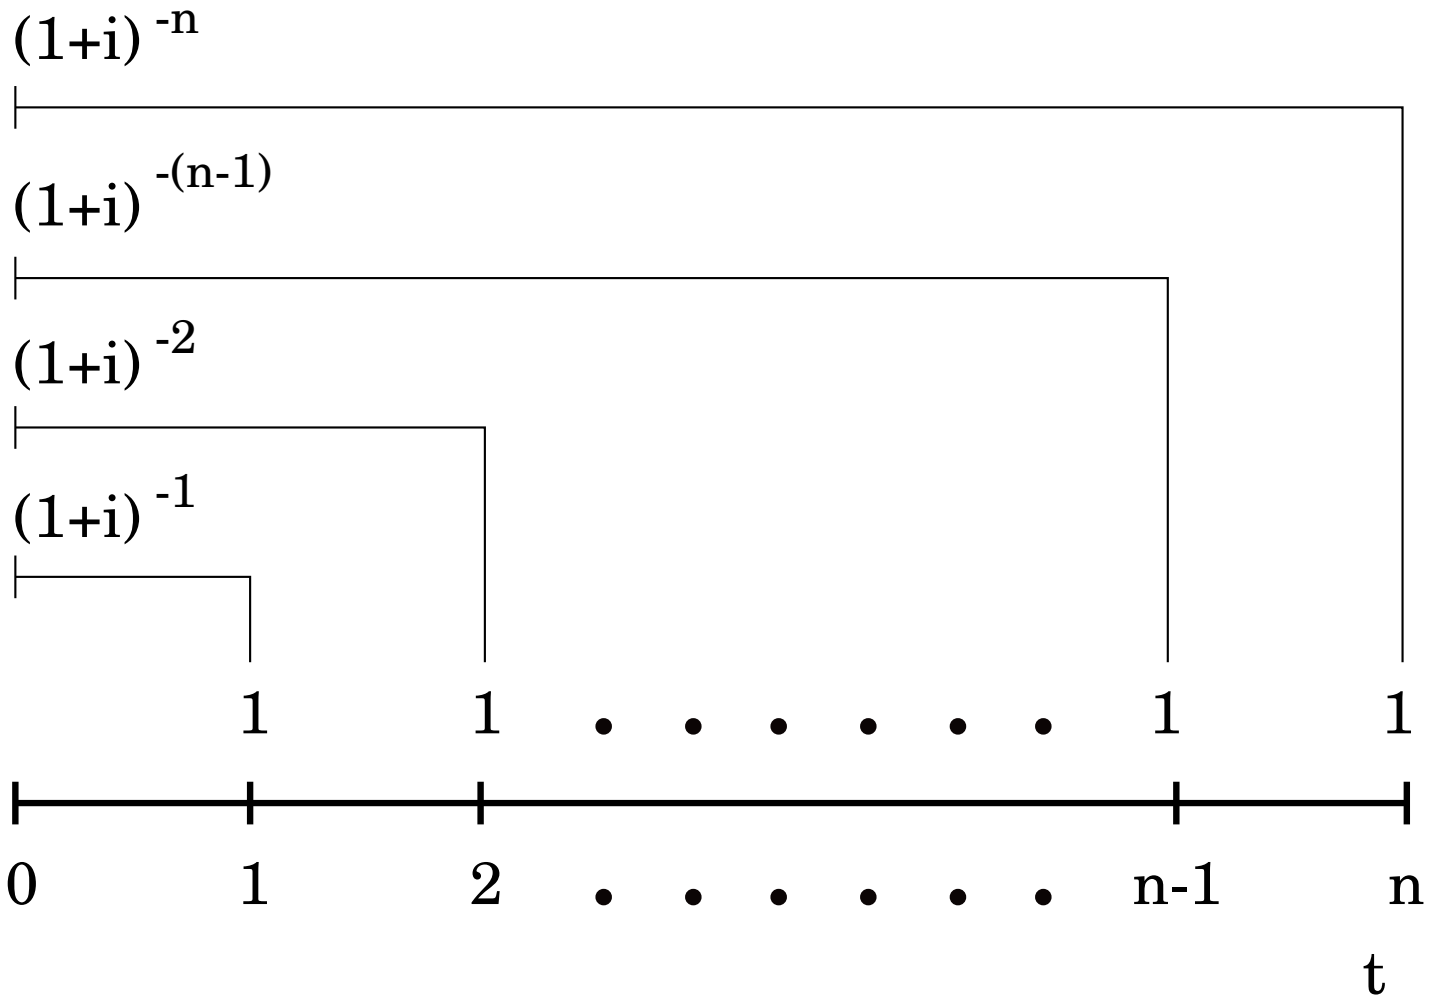 (1+i)^-n
(1+i)^-(n-1)
(1+i)^-2
(1+i)^-1
1 1 . . . . . . 1 1
0 1 2 . . . . . . n-1 n
t